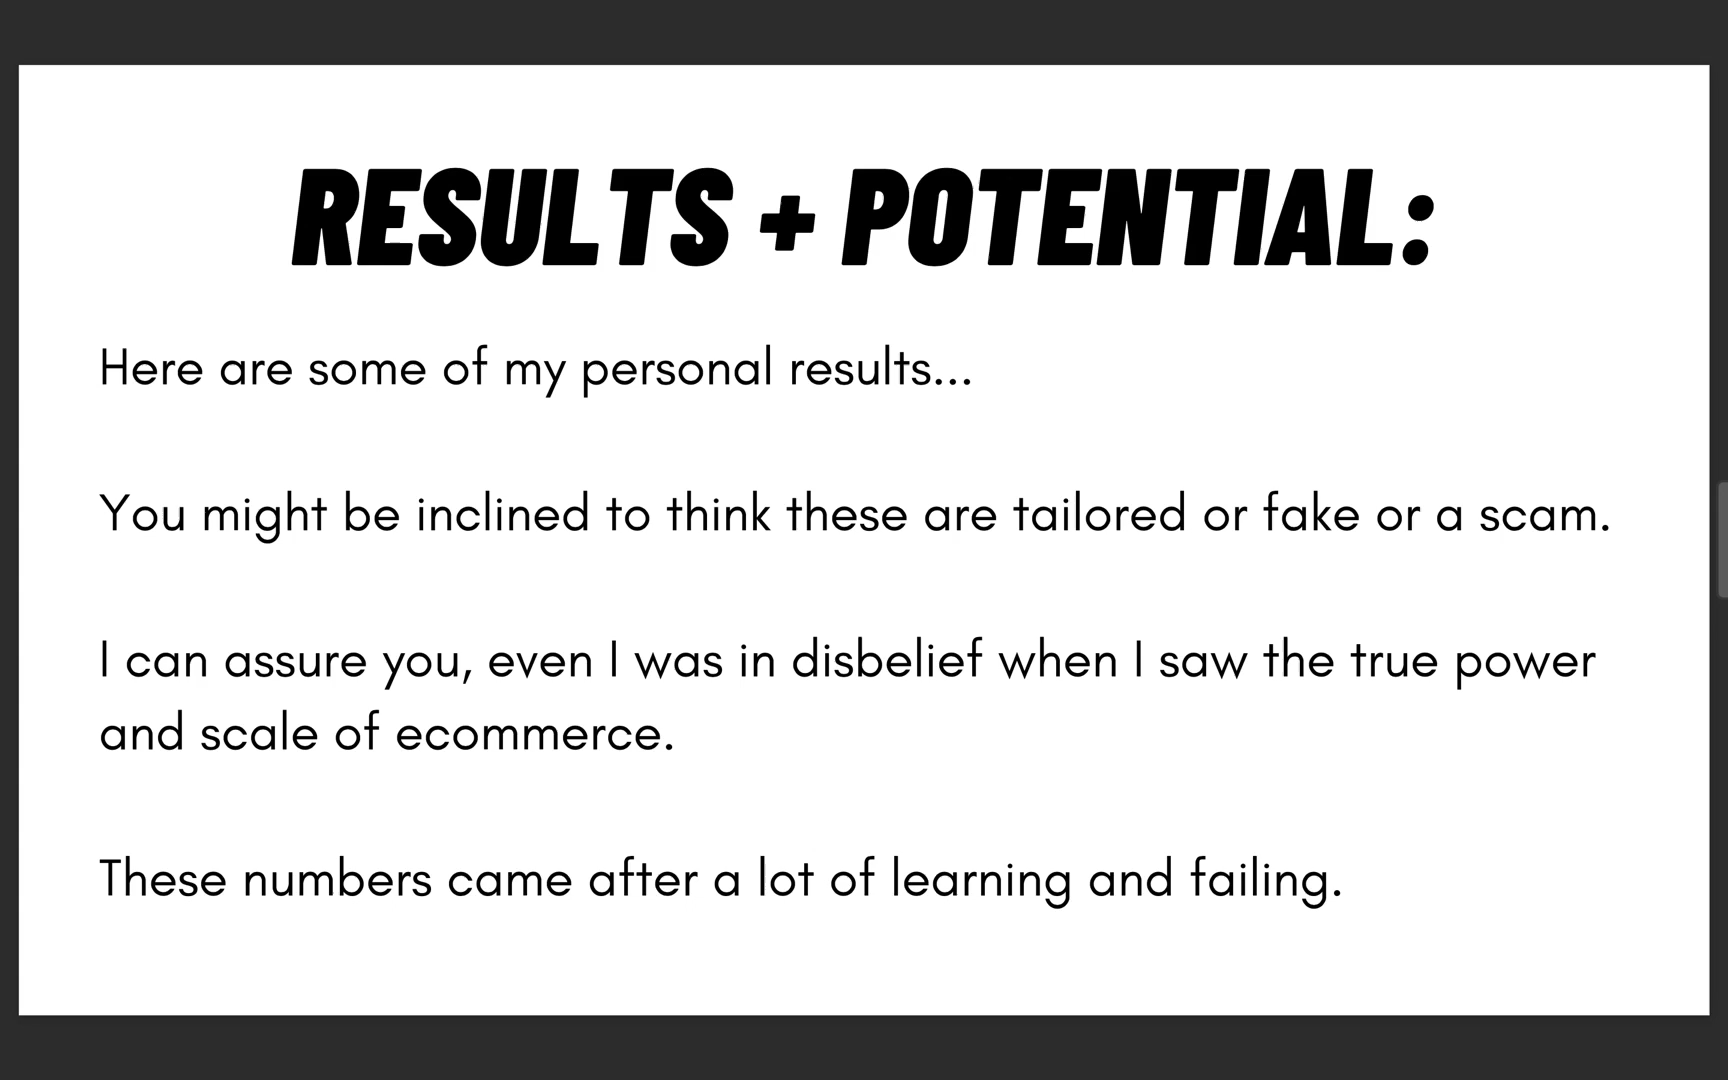 RESULTS + POTENTIAL:
Here are some of my personal results...
You might be inclined to think these are tailored or fake or a scam.
I can assure you, even I was in disbelief when I saw the true power
and scale of ecommerce.
These numbers came after a lot of learning and failing.